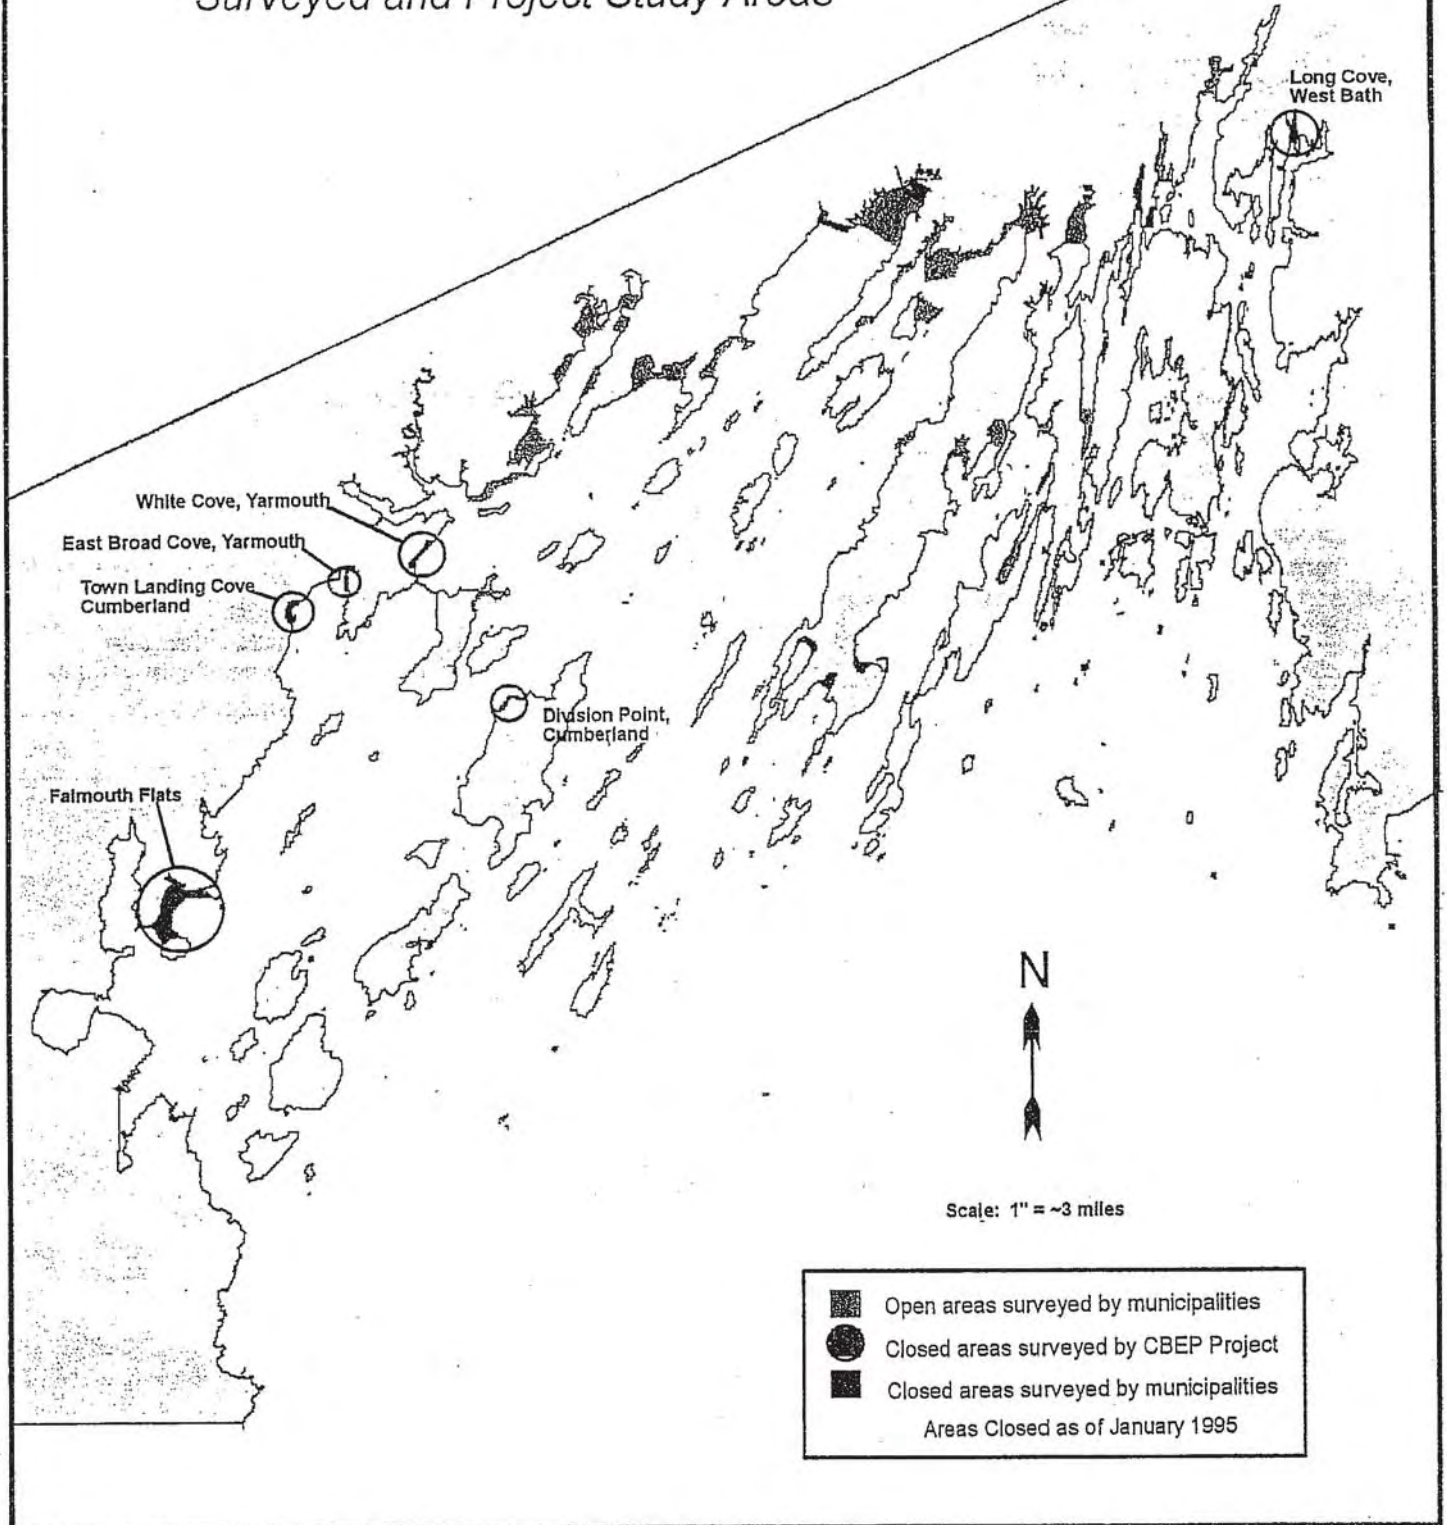 Surveyed and Project Study Areas
Long Cove,
West Bath
White Cove, Yarmouth
East Broad Cove, Yarmouth
Town Landing Cove
Cumberland
Division Point,
Cumberland
Falmouth Flats
N
Scale: 1" = ~3 miles
Open areas surveyed by municipalities
Closed areas surveyed by CBEP Project
Closed areas surveyed by municipalities
Areas Closed as of January 1995